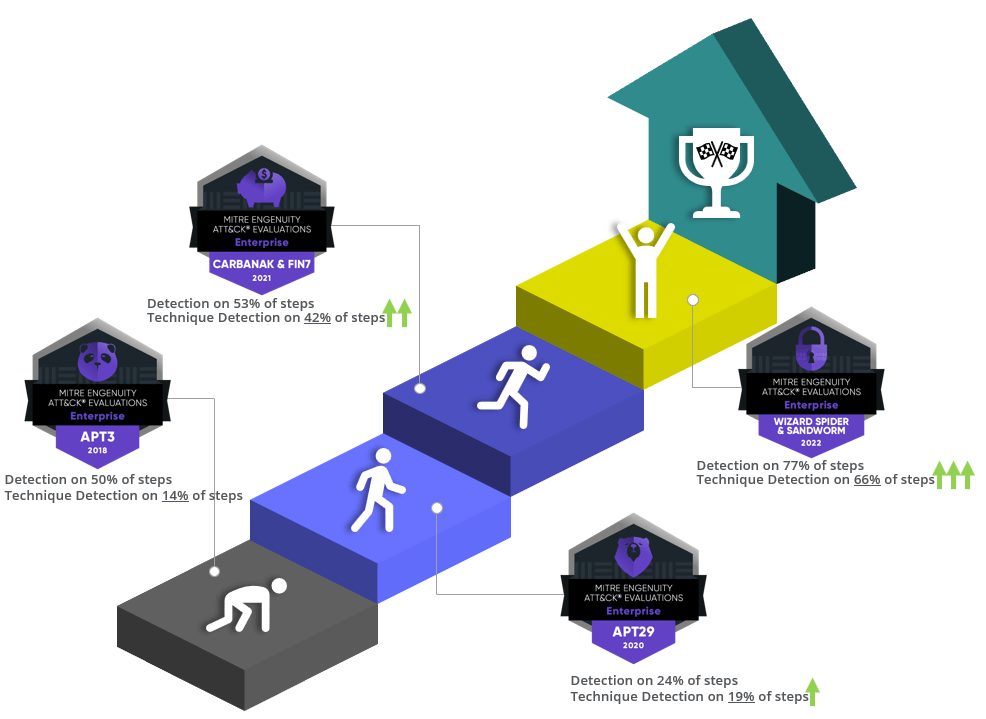 $
MITRE ENGENUITY
ATT&CK® EVALUATIONS
Enterprise
CARBANAK & FIN7
2021
Detection on 53% of steps
Technique Detection on 42% of steps
MITRE ENGENUITY
ATT&CK® EVALUATIONS
Enterprise
APT3
2018
Detection on 50% of steps
Technique Detection on 14% of steps
MITRE ENGENUITY
ATT&CK® EVALUATIONS
Enterprise
WIZARD SPIDER
& SANDWORM
2022
Detection on 77% of steps
Technique Detection on 66% of steps
MITRE ENGENUITY
ATT&CK® EVALUATIONS
Enterprise
APT29
2020
Detection on 24% of steps
Technique Detection on 19% of steps